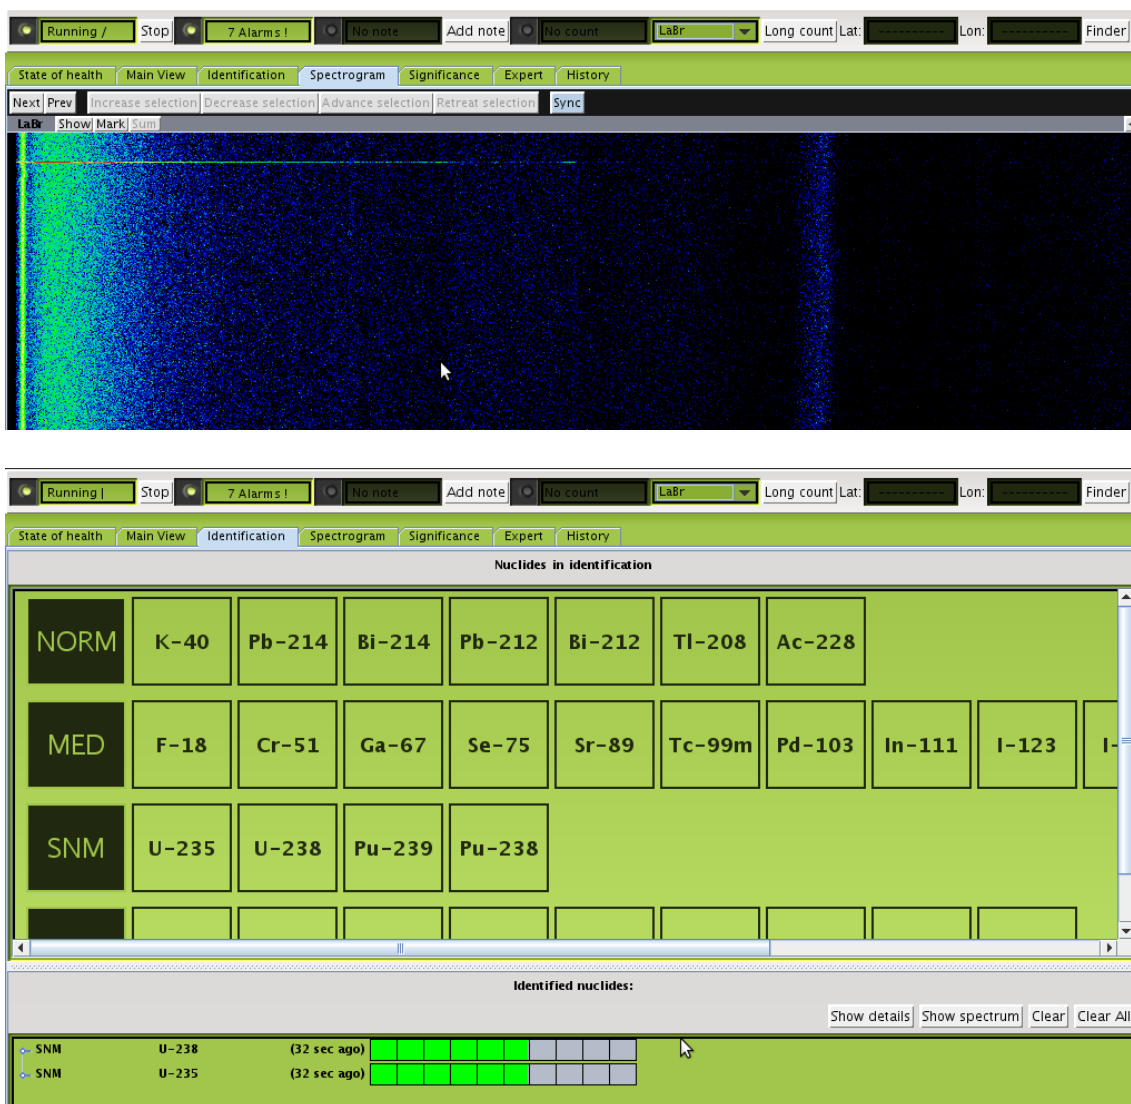 Running / Stop 7 Alarms ! No note Add note No count LaBr Long count Lat: ---------- Lon: ---------- Finder
State of health Main View Identification Spectrogram Significance Expert History
Next Prev Increase selection Decrease selection Advance selection Retreat selection Sync
LaBr Show Mark Sum
Running | Stop 7 Alarms ! No note Add note No count LaBr Long count Lat: ---------- Lon: ---------- Finder
State of health Main View Identification Spectrogram Significance Expert History
Nuclides in identification
NORM K-40 Pb-214 Bi-214 Pb-212 Bi-212 Tl-208 Ac-228
MED F-18 Cr-51 Ga-67 Se-75 Sr-89 Tc-99m Pd-103 In-111 I-123 I-
SNM U-235 U-238 Pu-239 Pu-238
Identified nuclides:
Show details Show spectrum Clear Clear All
SNM U-238 (32 sec ago)
SNM U-235 (32 sec ago)